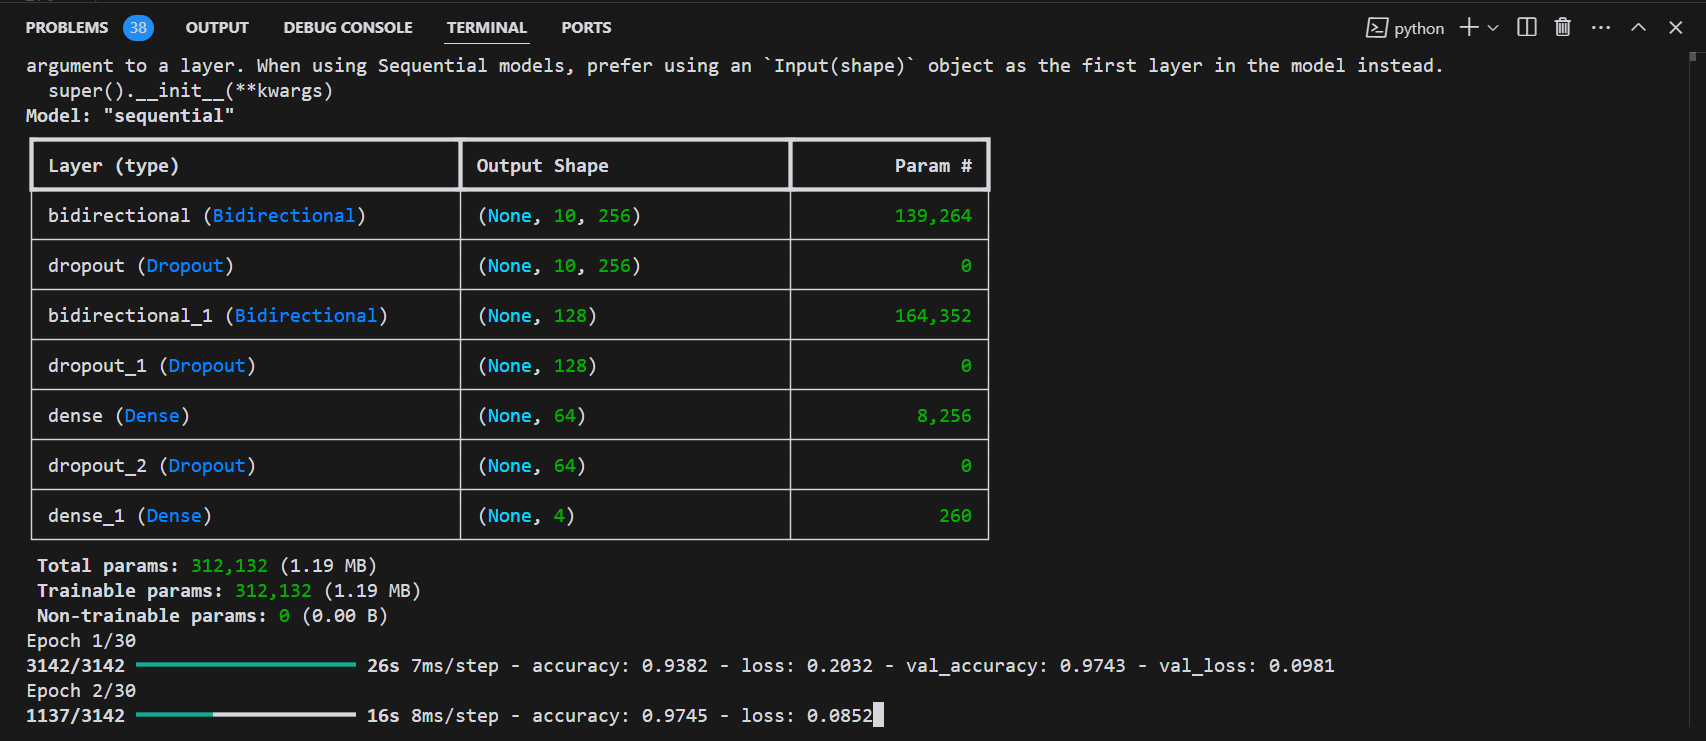 PROBLEMS 38 OUTPUT DEBUG CONSOLE TERMINAL PORTS python
argument to a layer. When using Sequential models, prefer using an `Input(shape)` object as the first layer in the model instead.
super().__init__(**kwargs)
Model: "sequential"
Layer (type) Output Shape Param #
bidirectional (Bidirectional) (None, 10, 256) 139,264
dropout (Dropout) (None, 10, 256) 0
bidirectional_1 (Bidirectional) (None, 128) 164,352
dropout_1 (Dropout) (None, 128) 0
dense (Dense) (None, 64) 8,256
dropout_2 (Dropout) (None, 64) 0
dense_1 (Dense) (None, 4) 260
Total params: 312,132 (1.19 MB)
Trainable params: 312,132 (1.19 MB)
Non-trainable params: 0 (0.00 B)
Epoch 1/30
3142/3142 26s 7ms/step - accuracy: 0.9382 - loss: 0.2032 - val_accuracy: 0.9743 - val_loss: 0.0981
Epoch 2/30
1137/3142 16s 8ms/step - accuracy: 0.9745 - loss: 0.0852